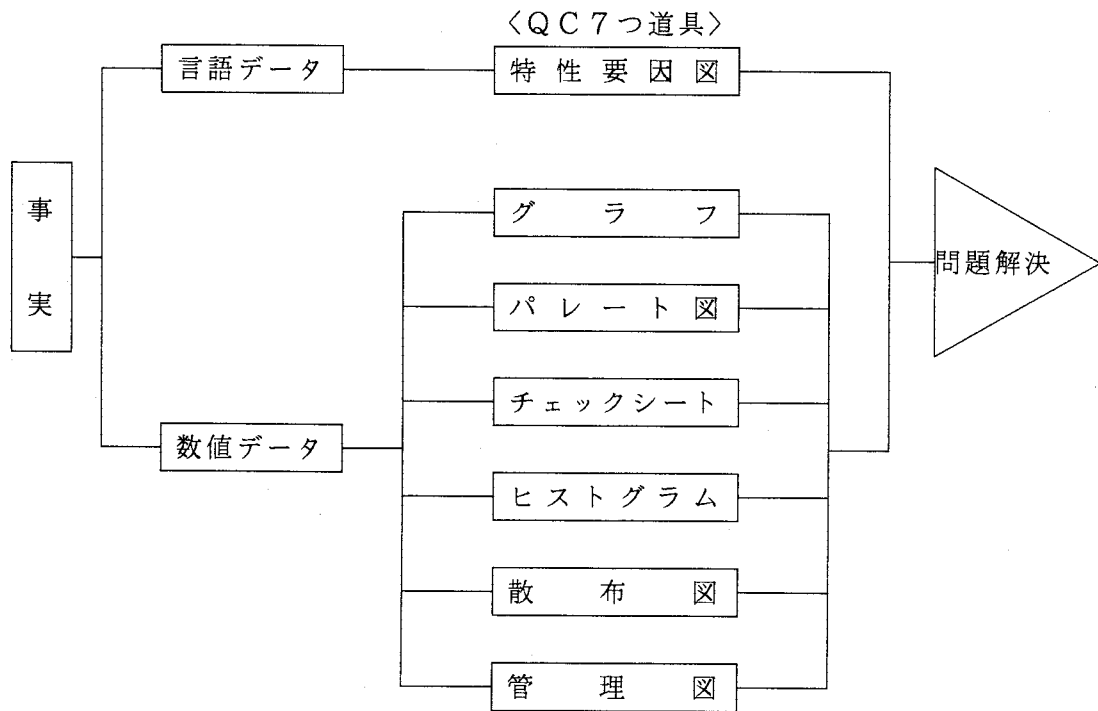 〈QC7つ道具〉
言語データ
特性要因図
事実
グラフ
パレート図
チェックシート
数値データ
ヒストグラム
散布図
管理図
問題解決